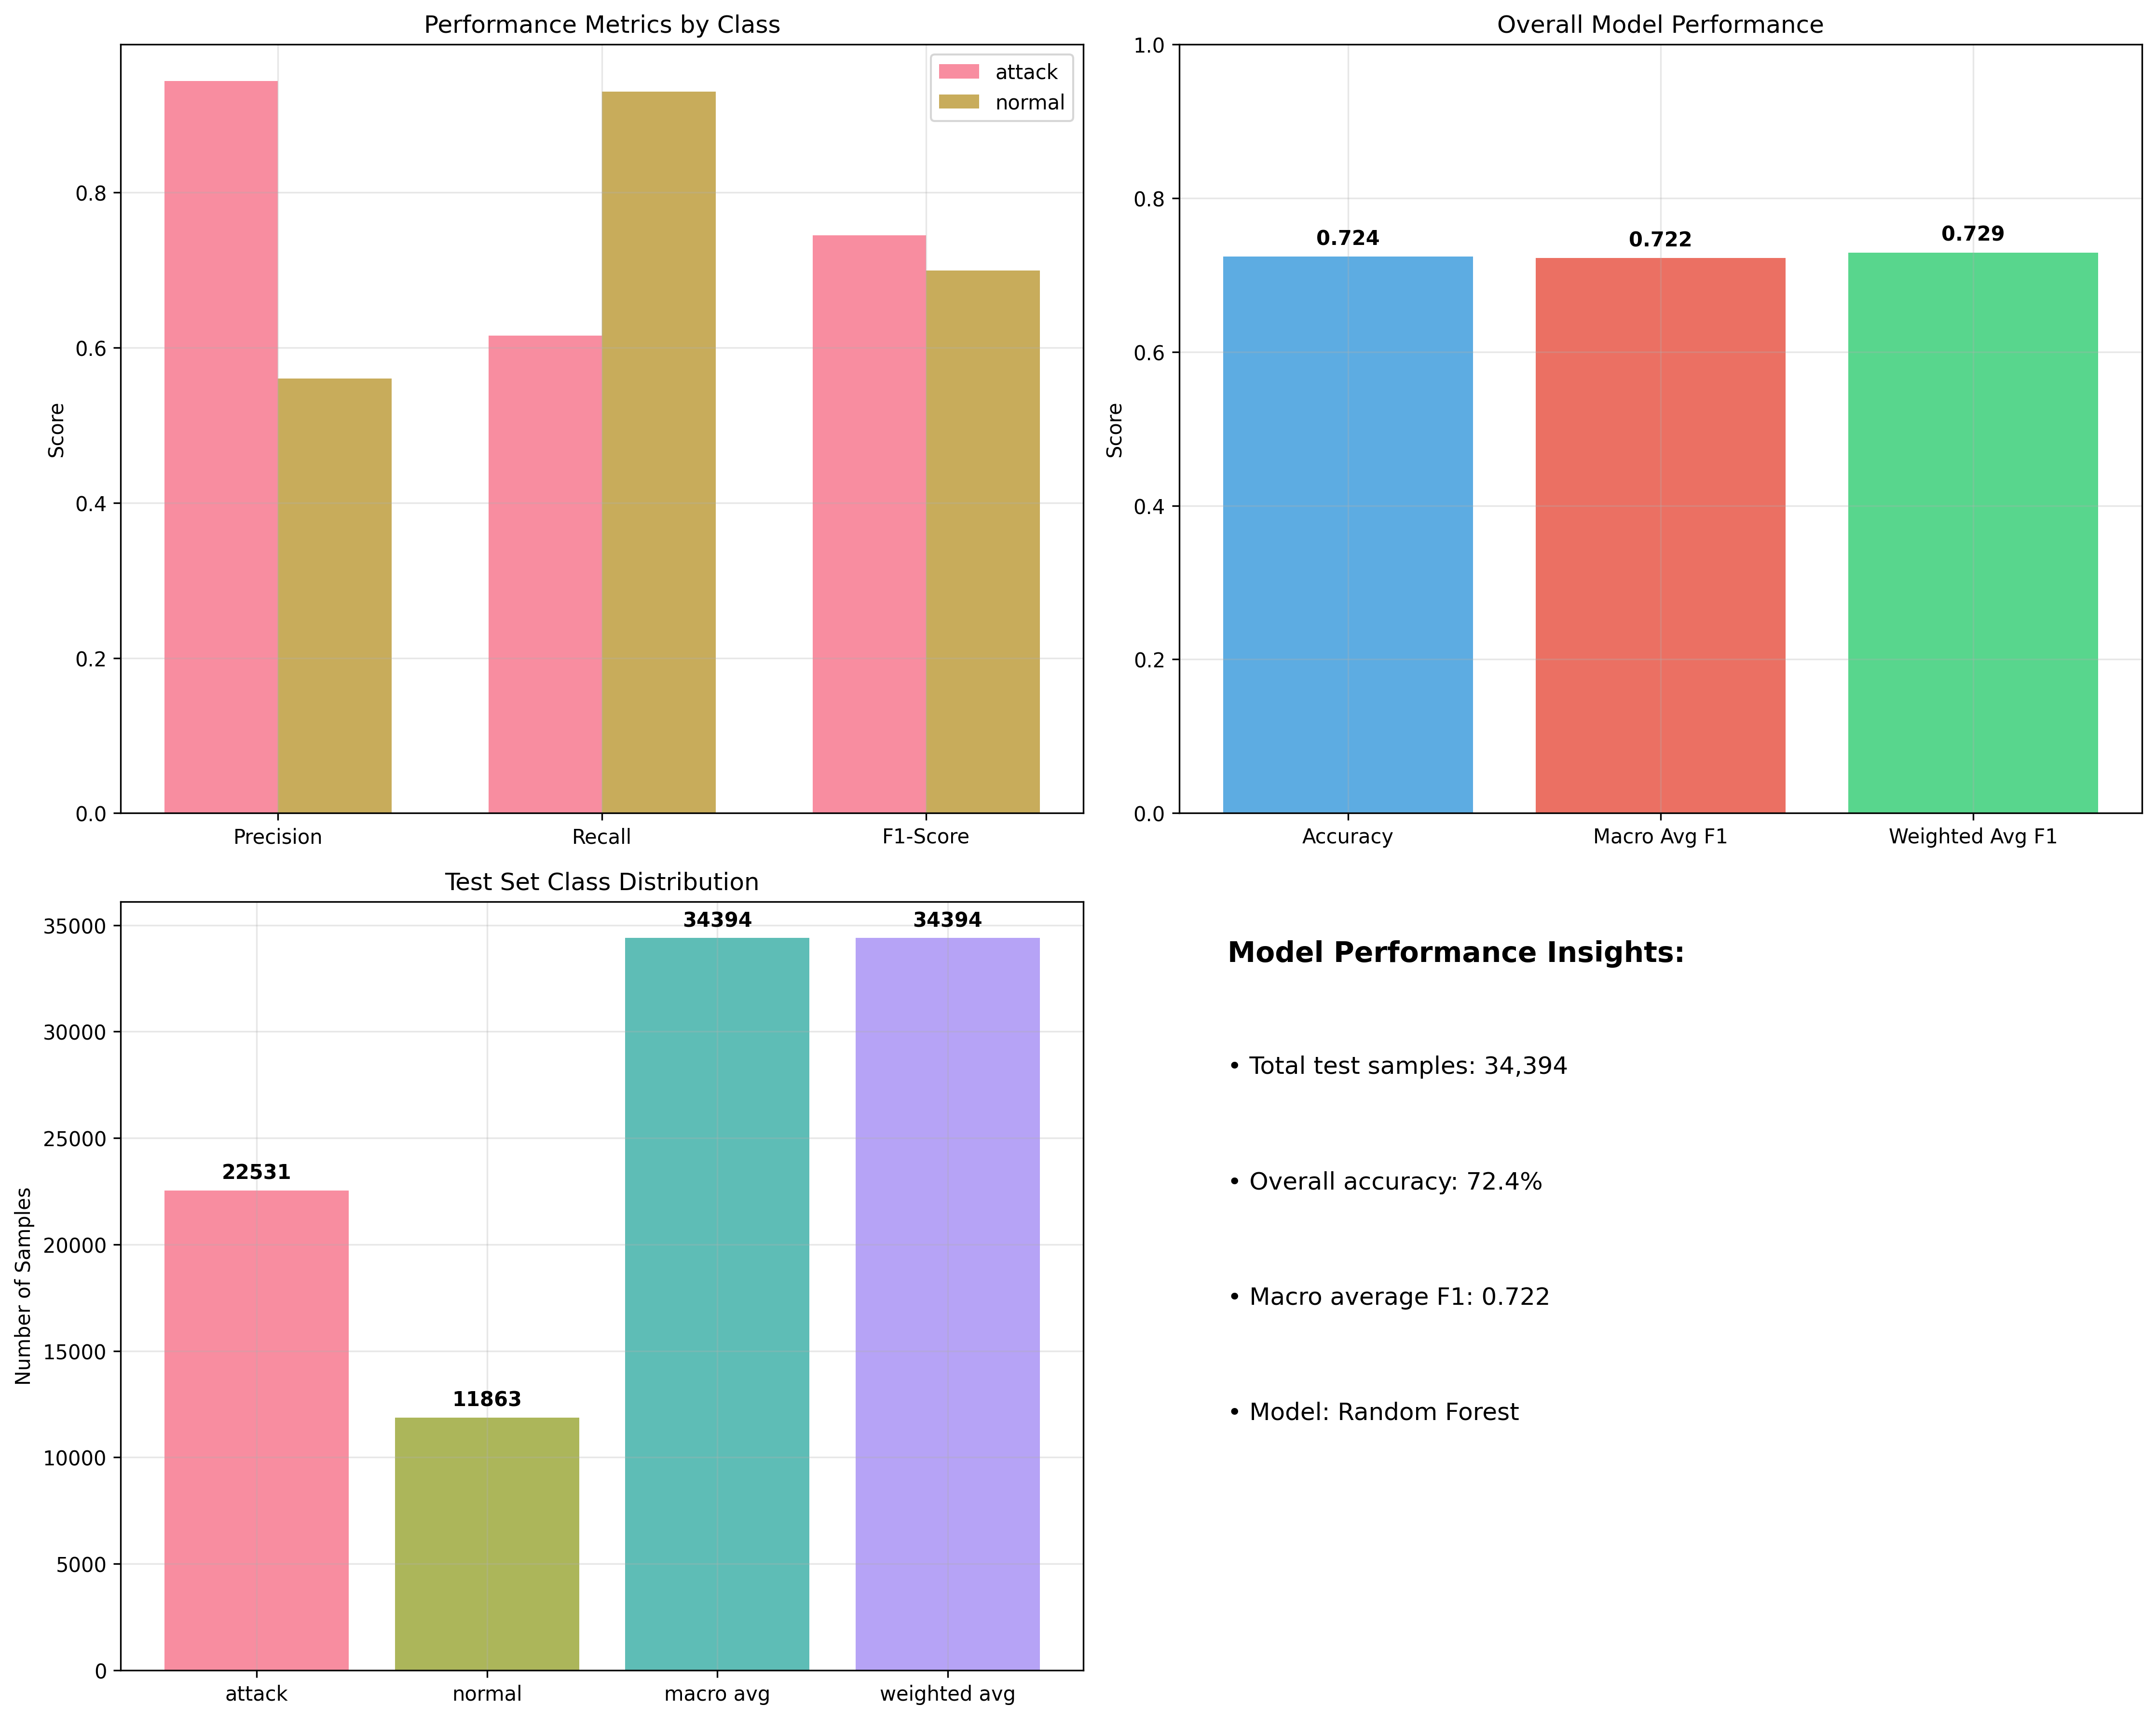 Performance Metrics by Class
attack
normal
Score
0.8
0.6
0.4
0.2
0.0
Precision
Recall
F1-Score
Overall Model Performance
Score
1.0
0.8
0.6
0.4
0.2
0.0
0.724
0.722
0.729
Accuracy
Macro Avg F1
Weighted Avg F1
Test Set Class Distribution
Number of Samples
35000
30000
25000
20000
15000
10000
5000
0
22531
11863
34394
34394
attack
normal
macro avg
weighted avg
Model Performance Insights:
• Total test samples: 34,394
• Overall accuracy: 72.4%
• Macro average F1: 0.722
• Model: Random Forest